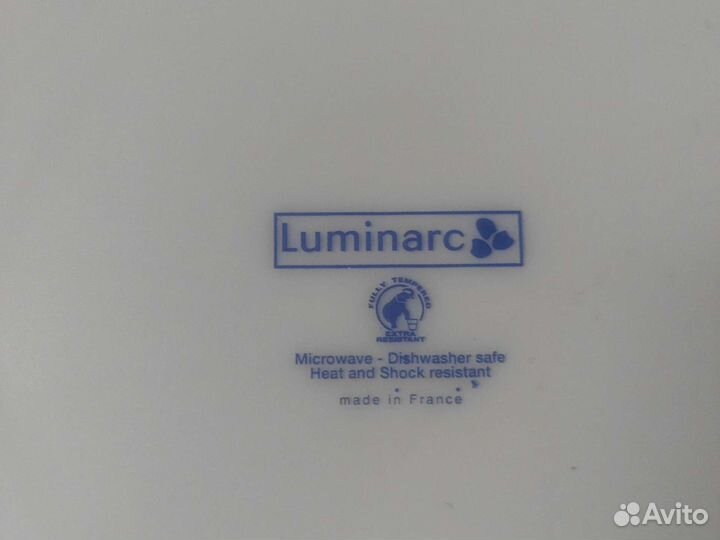 Luminarc
FULLY TEMPERED
EXTRA
RESISTANT
Microwave - Dishwasher safe
Heat and Shock resistant
made in France
Avito